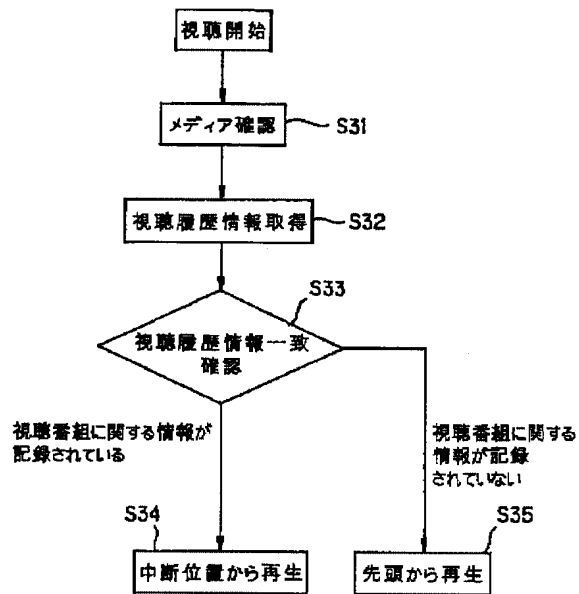 視聴開始
メディア確認
S31
視聴履歴情報取得
S32
S33
視聴履歴情報一致
確認
視聴番組に関する情報が
記録されている
視聴番組に関する
情報が記録
されていない
S34
中断位置から再生
S35
先頭から再生